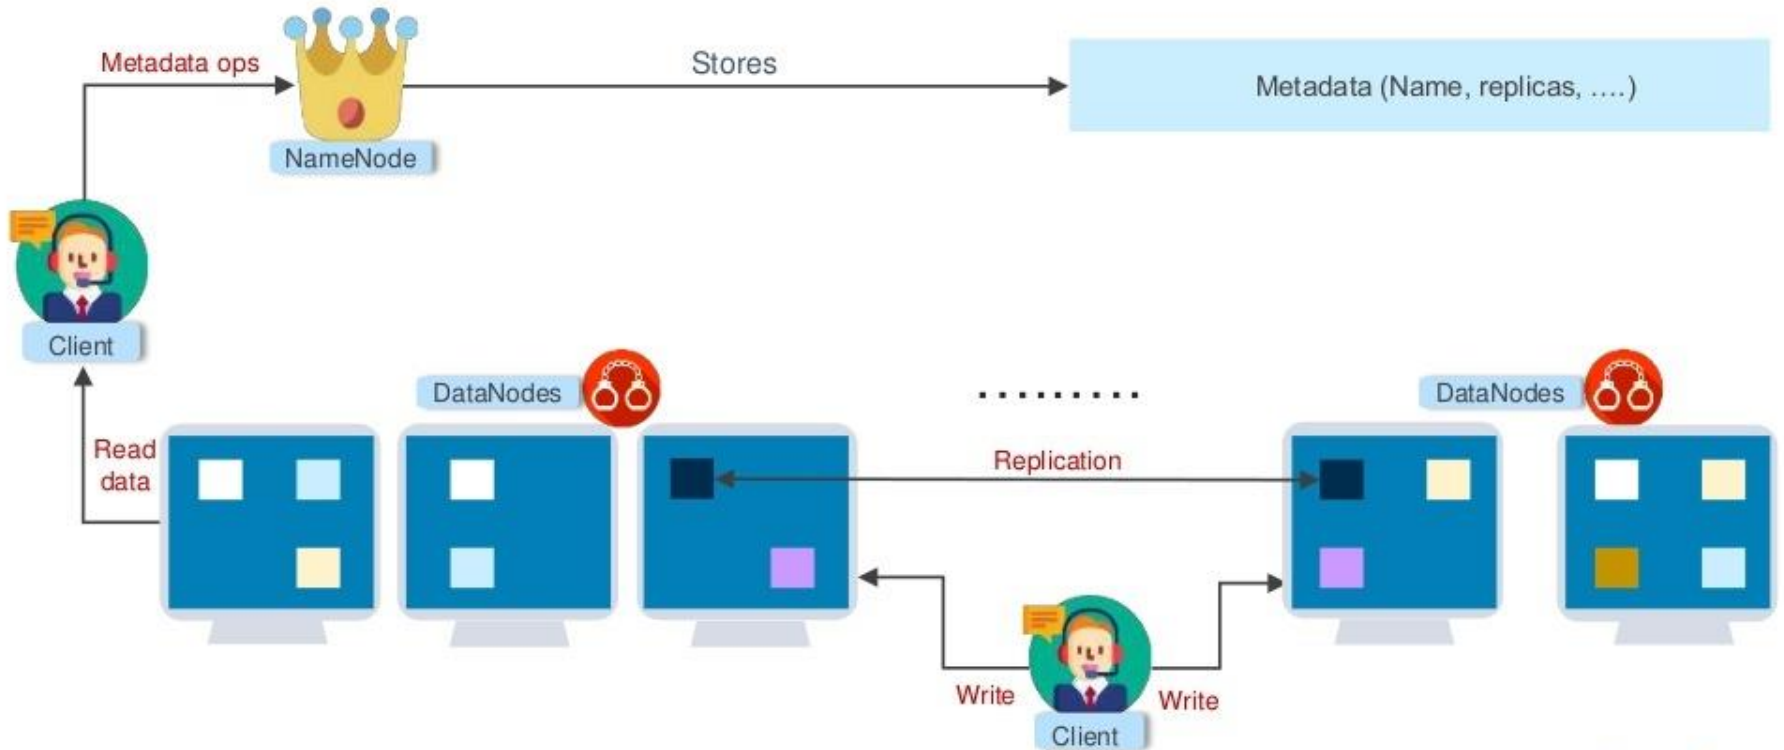 Metadata ops
Stores
Metadata (Name, replicas, ....)
NameNode
Client
DataNodes
.........
DataNodes
Read
data
Replication
Write
Write
Client